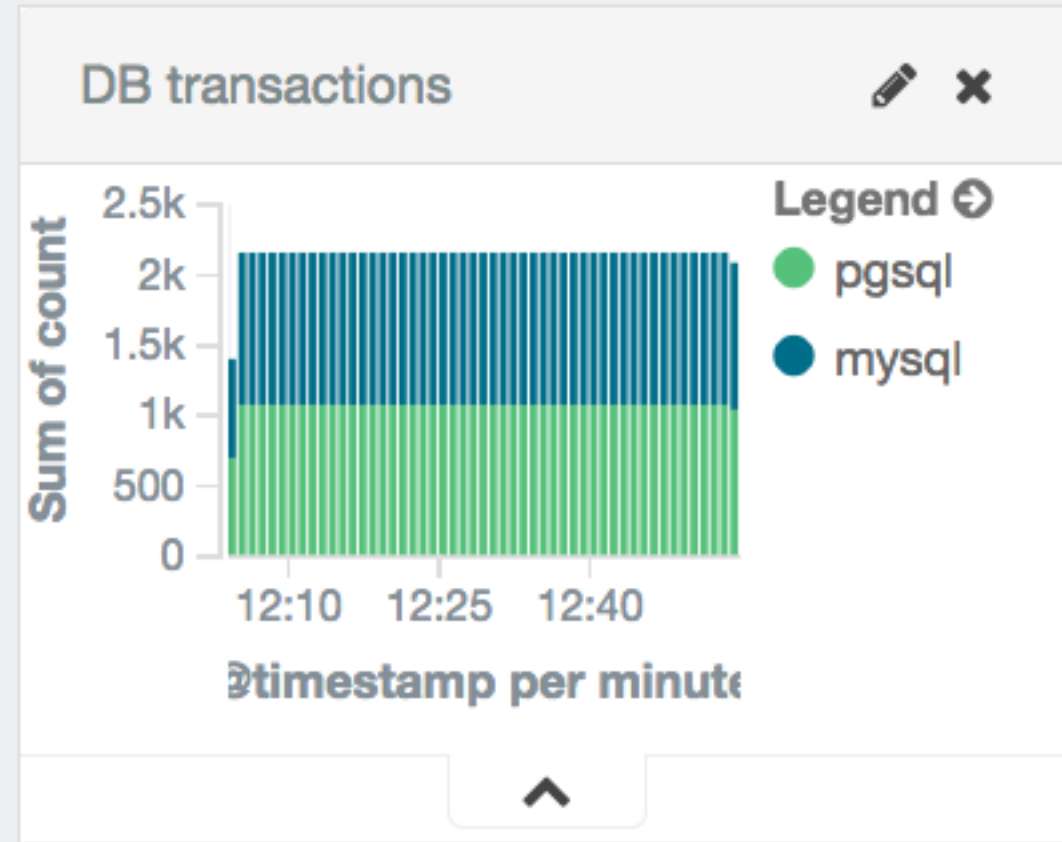 DB transactions
Sum of count
2.5k
2k
1.5k
1k
500
0
12:10 12:25 12:40
@timestamp per minute
Legend
pgsql
mysql